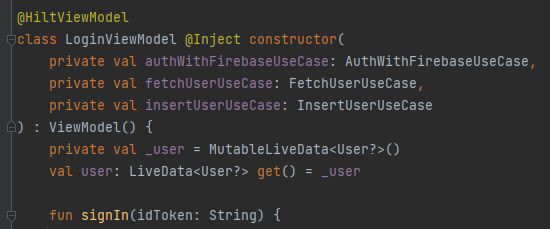 @HiltViewModel
class LoginViewModel @Inject constructor(
    private val authWithFirebaseUseCase: AuthWithFirebaseUseCase,
    private val fetchUserUseCase: FetchUserUseCase,
    private val insertUserUseCase: InsertUserUseCase
) : ViewModel() {
    private val _user = MutableLiveData<User?>()
    val user: LiveData<User?> get() = _user

    fun signIn(idToken: String) {